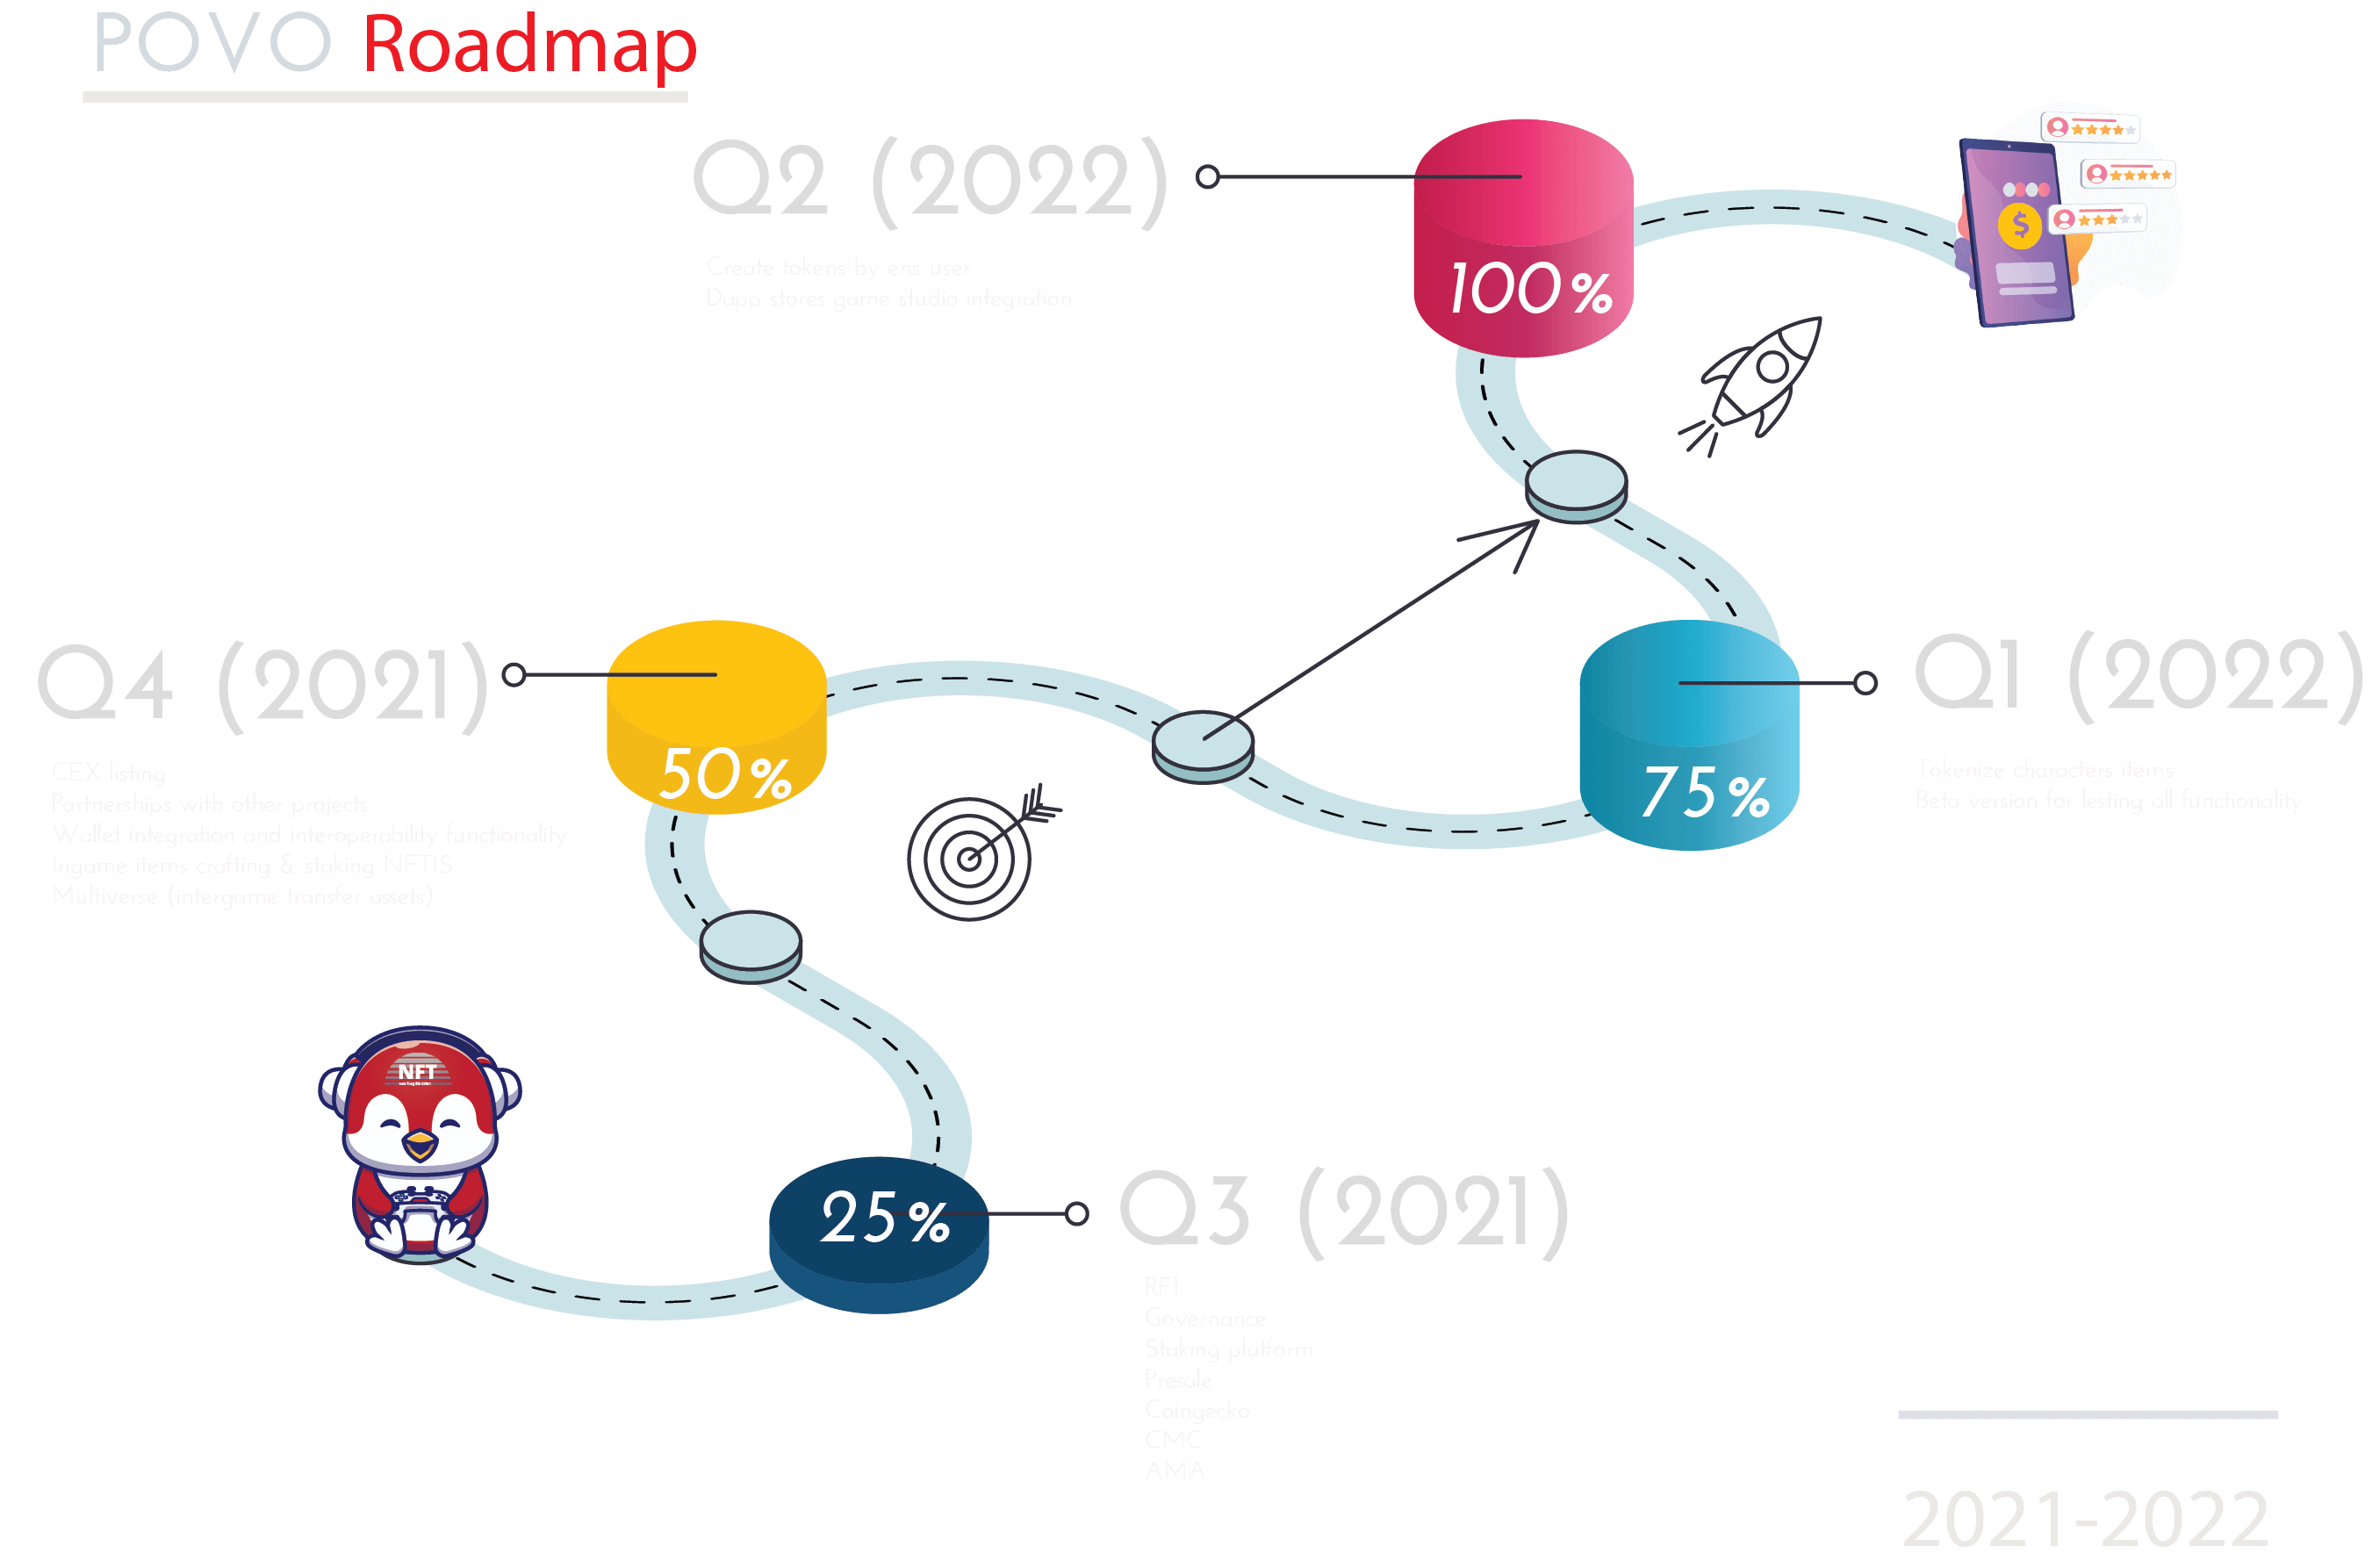 POVO Roadmap
Q2 (2022)
Create tokens by ens user
Dapp stores game studio integration
100%
Q4 (2021)
CEX listing
Partnerships with other projects
Wallet integration and interoperability functionality
Ingame items crafting & staking NFTIS
Multiverse (intergame transfer assets)
50%
75%
Q1 (2022)
Tokenize characters items
Beta version for lesting all functionality
NFT
25%
Q3 (2021)
RFI
Governance
Staking platform
Presale
Coingecko
CMC
AMA
2021-2022